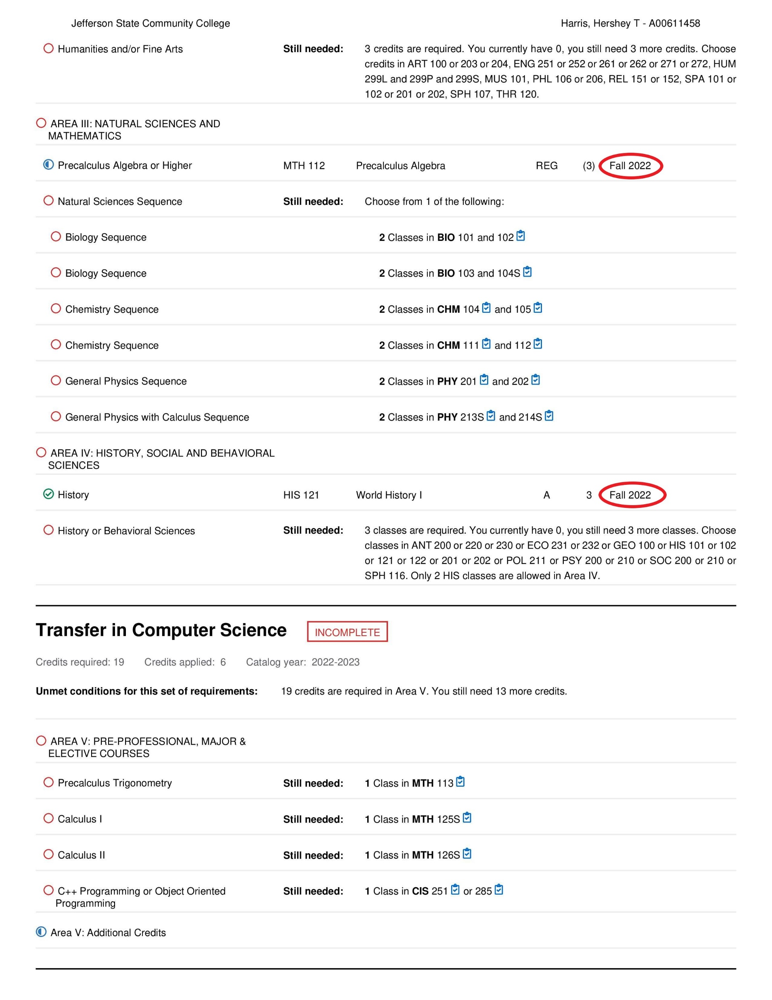 Jefferson State Community College Harris, Hershey T - A00611458
Humanities and/or Fine Arts Still needed: 3 credits are required. You currently have 0, you still need 3 more credits. Choose
credits in ART 100 or 203 or 204, ENG 251 or 252 or 261 or 262 or 271 or 272, HUM
299L and 299P and 299S, MUS 101, PHL 106 or 206, REL 151 or 152, SPA 101 or
102 or 201 or 202, SPH 107, THR 120.
AREA III: NATURAL SCIENCES AND
MATHEMATICS
Precalculus Algebra or Higher MTH 112 Precalculus Algebra REG (3) Fall 2022
Natural Sciences Sequence Still needed: Choose from 1 of the following:
Biology Sequence 2 Classes in BIO 101 and 102
Biology Sequence 2 Classes in BIO 103 and 104S
Chemistry Sequence 2 Classes in CHM 104 and 105
Chemistry Sequence 2 Classes in CHM 111 and 112
General Physics Sequence 2 Classes in PHY 201 and 202
General Physics with Calculus Sequence 2 Classes in PHY 213S and 214S
AREA IV: HISTORY, SOCIAL AND BEHAVIORAL
SCIENCES
History HIS 121 World History I A 3 Fall 2022
History or Behavioral Sciences Still needed: 3 classes are required. You currently have 0, you still need 3 more classes. Choose
classes in ANT 200 or 220 or 230 or ECO 231 or 232 or GEO 100 or HIS 101 or 102
or 121 or 122 or 201 or 202 or POL 211 or PSY 200 or 210 or SOC 200 or 210 or
SPH 116. Only 2 HIS classes are allowed in Area IV.
Transfer in Computer Science INCOMPLETE
Credits required: 19 Credits applied: 6 Catalog year: 2022-2023
Unmet conditions for this set of requirements: 19 credits are required in Area V. You still need 13 more credits.
AREA V: PRE-PROFESSIONAL, MAJOR &
ELECTIVE COURSES
Precalculus Trigonometry Still needed: 1 Class in MTH 113
Calculus I Still needed: 1 Class in MTH 125S
Calculus II Still needed: 1 Class in MTH 126S
C++ Programming or Object Oriented Still needed: 1 Class in CIS 251 or 285
Programming
Area V: Additional Credits